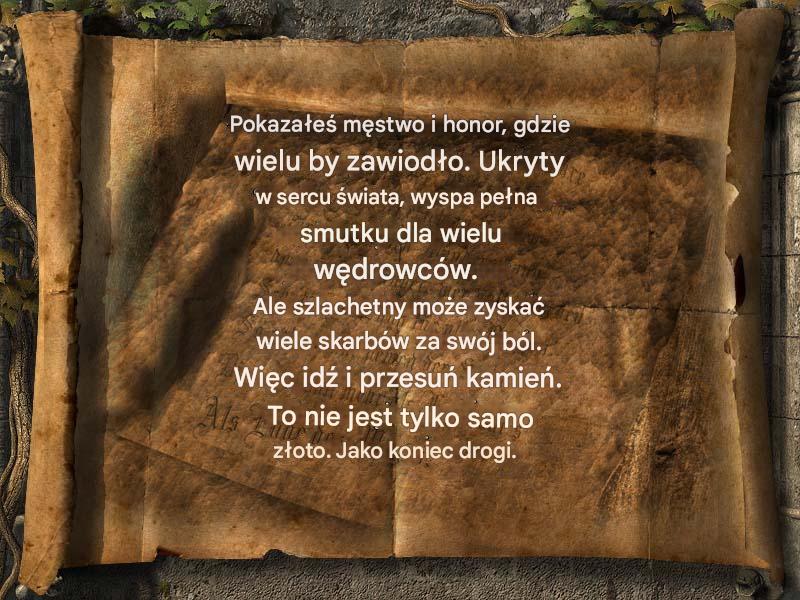 Pokazałeś męstwo i honor, gdzie
wielu by zawiodło. Ukryty
w sercu świata, wyspa pełna
smutku dla wielu
wędrowców.
Ale szlachetny może zyskać
wiele skarbów za swój ból.
Więc idź i przesuń kamień.
To nie jest tylko samo
złoto. Jako koniec drogi.